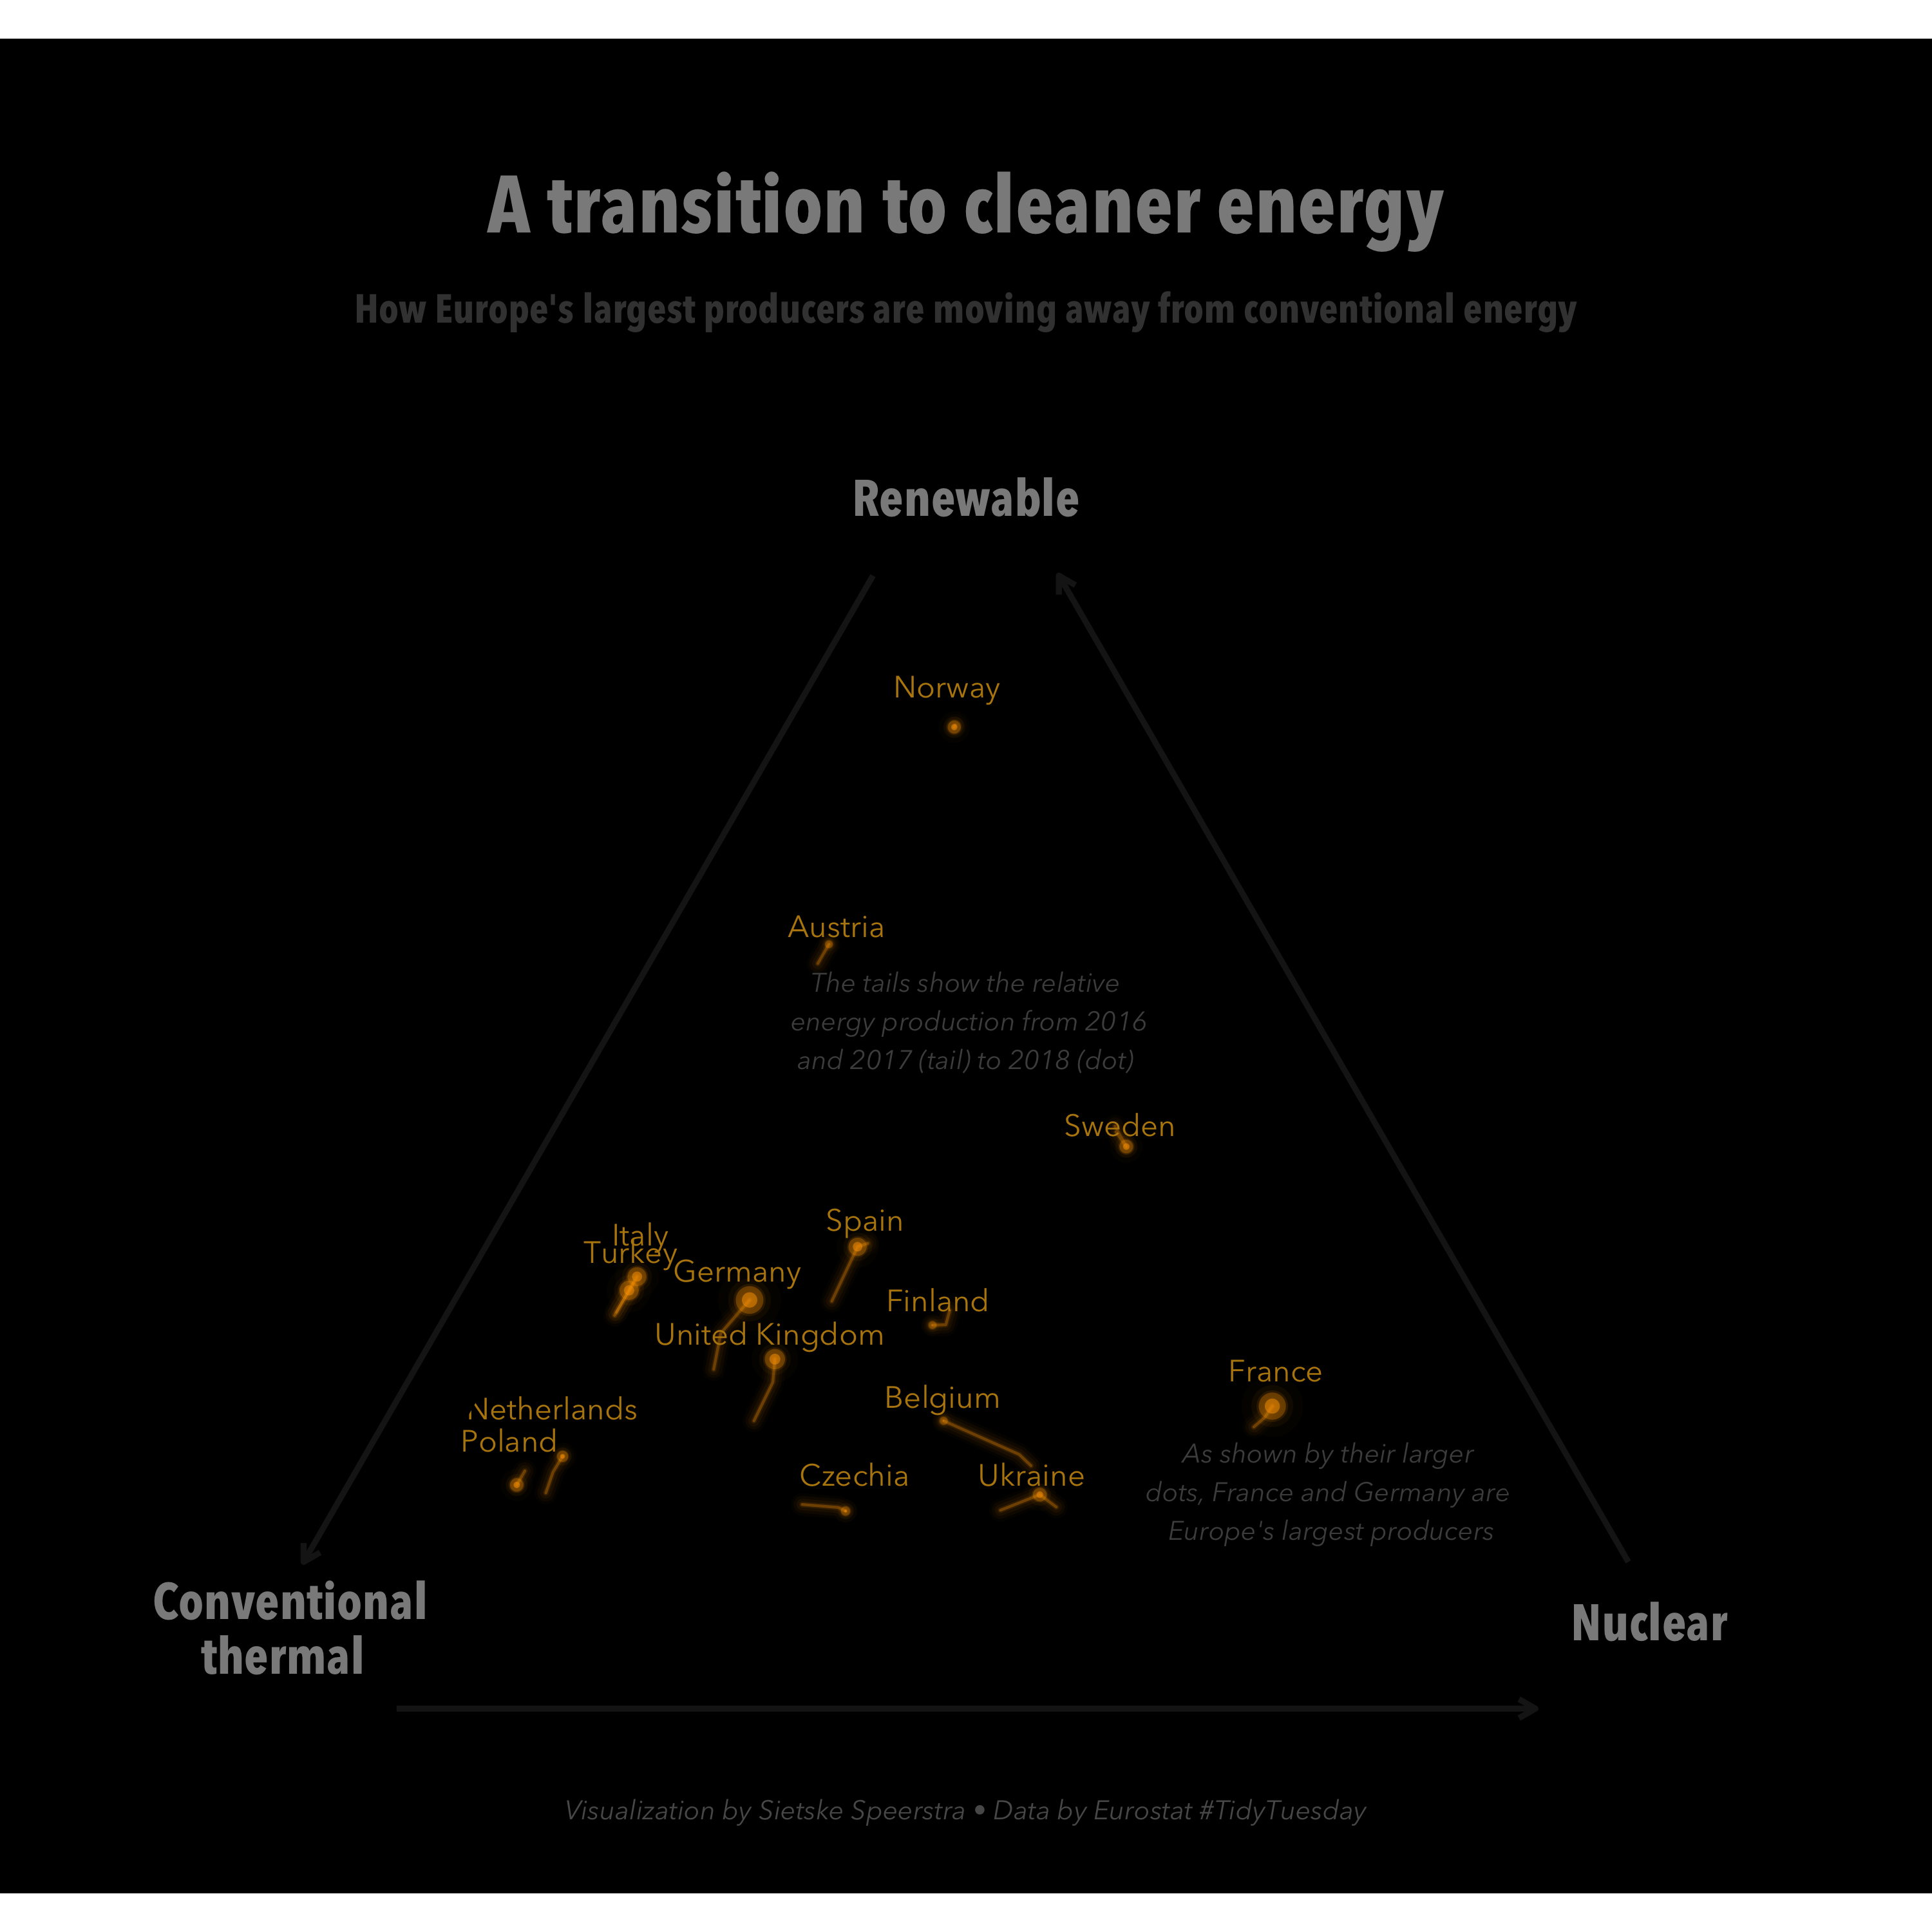 A transition to cleaner energy
How Europe's largest producers are moving away from conventional energy
Renewable
Norway
Austria
The tails show the relative
energy production from 2016
and 2017 (tail) to 2018 (dot)
Sweden
Spain
Italy
Turkey
Germany
Finland
United Kingdom
France
Belgium
Netherlands
Poland
As shown by their larger
dots, France and Germany are
Europe's largest producers
Czechia
Ukraine
Conventional
thermal
Nuclear
Visualization by Sietske Speerstra • Data by Eurostat #TidyTuesday